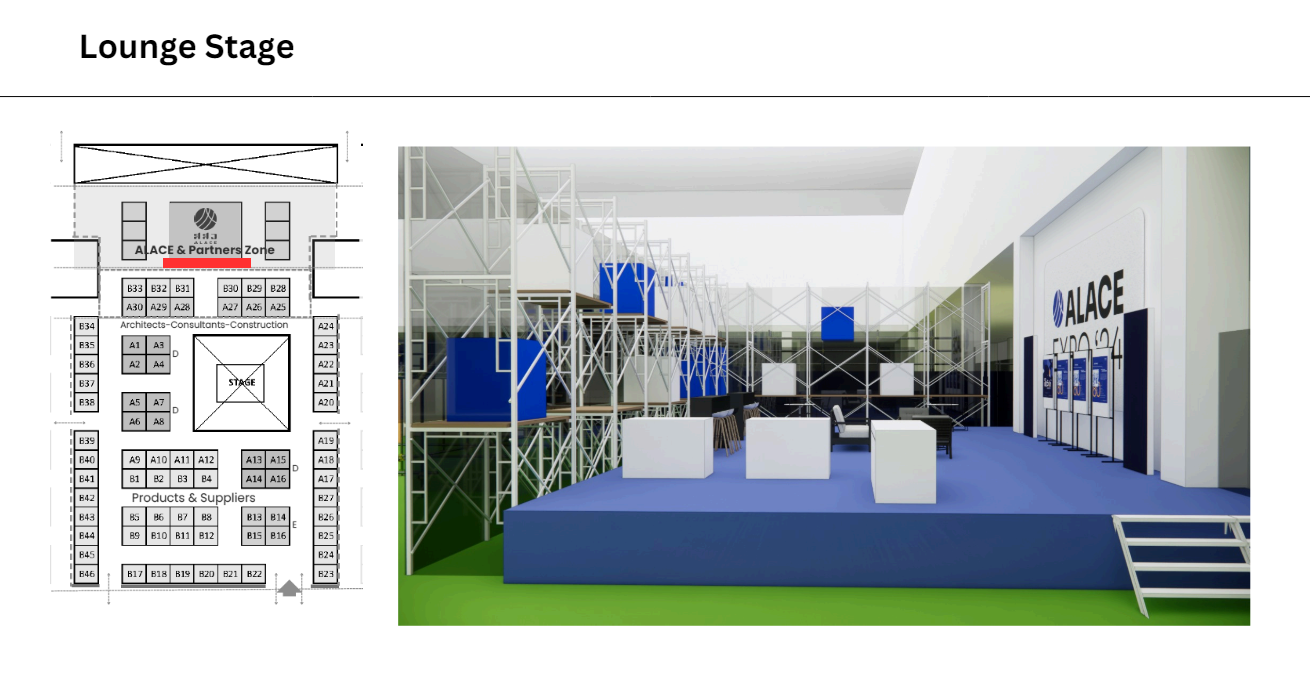 Lounge Stage
ALACE
ALACE & Partners Zone
B33 B32 B31 B30 B29 B28
A30 A29 A28 A27 A26 A25
Architects-Consultants-Construction
B34 A24
A1 A3
B35 D A23
B36 A2 A4 A22
B37 STAGE A21
B38 A5 A7 A20
D
A6 A8
B39 A19
B40 A9 A10 A11 A12 A13 A15 A18
D
B41 B1 B2 B3 B4 A14 A16 A17
B42 Products & Suppliers B27
B43 B5 B6 B7 B8 B13 B14 B26
E
B44 B9 B10 B11 B12 B15 B16 B25
B45 B24
B46 B17 B18 B19 B20 B21 B22 B23
ALACE
EXPO '24